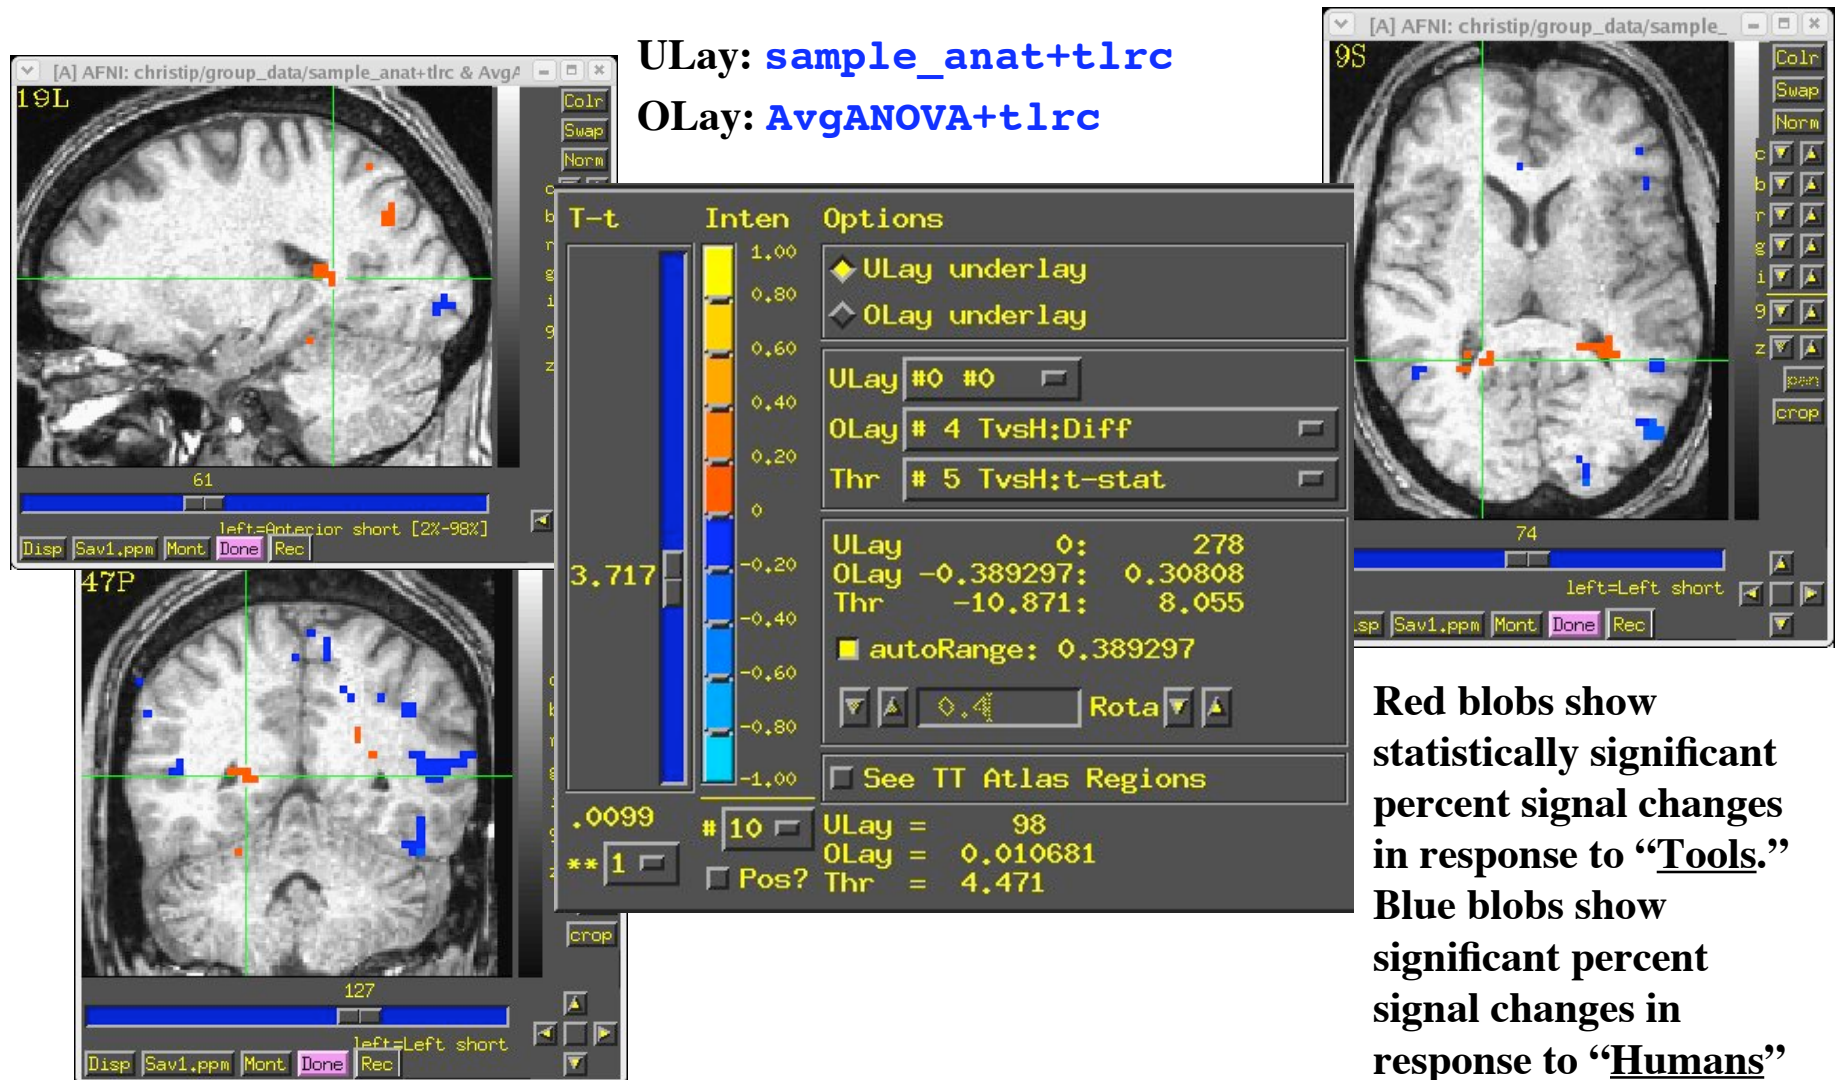 ULay: sample_anat+tlrc
OLay: AvgANOVA+tlrc
[A] AFNI: christip/group_data/sample_anat+tlrc & AvgA
19L
Colr
Swap
Norm
c
b
r
g
i
9
z
61
left=Anterior short [2%-98%]
Disp Sav1.ppm Mont Done Rec
[A] AFNI: christip/group_data/sample_
9S
Colr
Swap
Norm
c
b
r
g
i
9
z
pan
crop
74
left=Left short
sp Sav1.ppm Mont Done Rec
47P
crop
127
left=Left short
Disp Sav1.ppm Mont Done Rec
T-t Inten Options
1.00
0.80
0.60
0.40
0.20
0
-0.20
-0.40
-0.60
-0.80
-1.00
3.717
.0099
** 1
# 10
Pos?
ULay underlay
OLay underlay
ULay #0 #0
OLay # 4 TvsH:Diff
Thr # 5 TvsH:t-stat
ULay 0: 278
OLay -0.389297: 0.30808
Thr -10.871: 8.055
autoRange: 0.389297
0.4 Rota
See TT Atlas Regions
ULay = 98
OLay = 0.010681
Thr = 4.471
Red blobs show
statistically significant
percent signal changes
in response to “Tools.”
Blue blobs show
significant percent
signal changes in
response to “Humans”